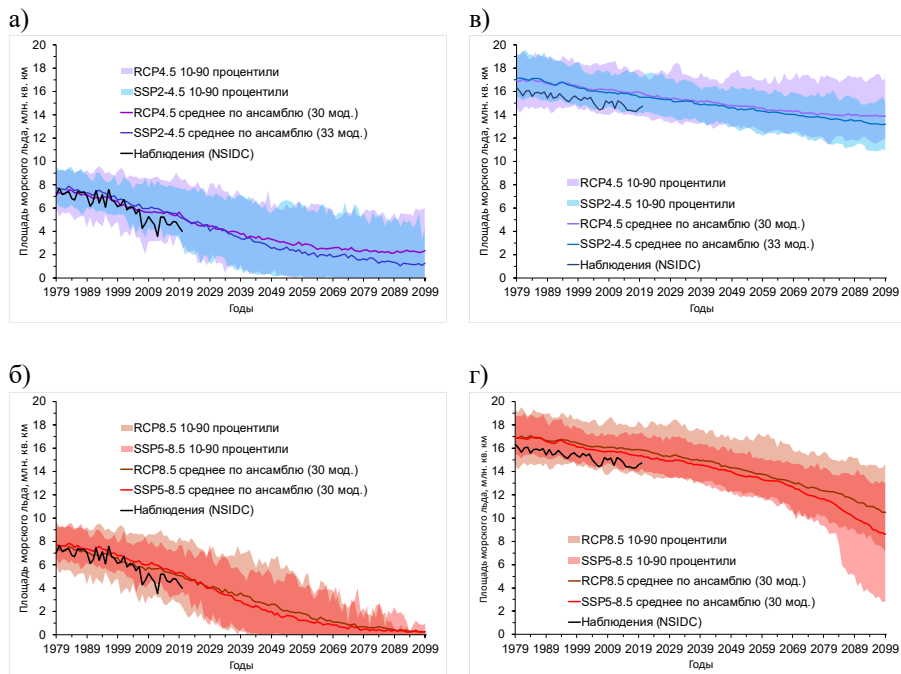 а)
20
18
16
14
12
10
8
6
4
2
0
Площадь морского льда, млн. кв. км
RCP4.5 10-90 процентили
SSP2-4.5 10-90 процентили
RCP4.5 среднее по ансамблю (30 мод.)
SSP2-4.5 среднее по ансамблю (33 мод.)
Наблюдения (NSIDC)
1979 1989 1999 2009 2019 2029 2039 2049 2059 2069 2079 2089 2099
Годы
в)
20
18
16
14
12
10
8
6
4
2
0
Площадь морского льда, млн. кв. км
RCP4.5 10-90 процентили
SSP2-4.5 10-90 процентили
RCP4.5 среднее по ансамблю (30 мод.)
SSP2-4.5 среднее по ансамблю (33 мод.)
Наблюдения (NSIDC)
1979 1989 1999 2009 2019 2029 2039 2049 2059 2069 2079 2089 2099
Годы
б)
20
18
16
14
12
10
8
6
4
2
0
Площадь морского льда, млн. кв. км
RCP8.5 10-90 процентили
SSP5-8.5 10-90 процентили
RCP8.5 среднее по ансамблю (30 мод.)
SSP5-8.5 среднее по ансамблю (30 мод.)
Наблюдения (NSIDC)
1979 1989 1999 2009 2019 2029 2039 2049 2059 2069 2079 2089 2099
Годы
г)
20
18
16
14
12
10
8
6
4
2
0
Площадь морского льда, млн. кв. км
RCP8.5 10-90 процентили
SSP5-8.5 10-90 процентили
RCP8.5 среднее по ансамблю (30 мод.)
SSP5-8.5 среднее по ансамблю (30 мод.)
Наблюдения (NSIDC)
1979 1989 1999 2009 2019 2029 2039 2049 2059 2069 2079 2089 2099
Годы